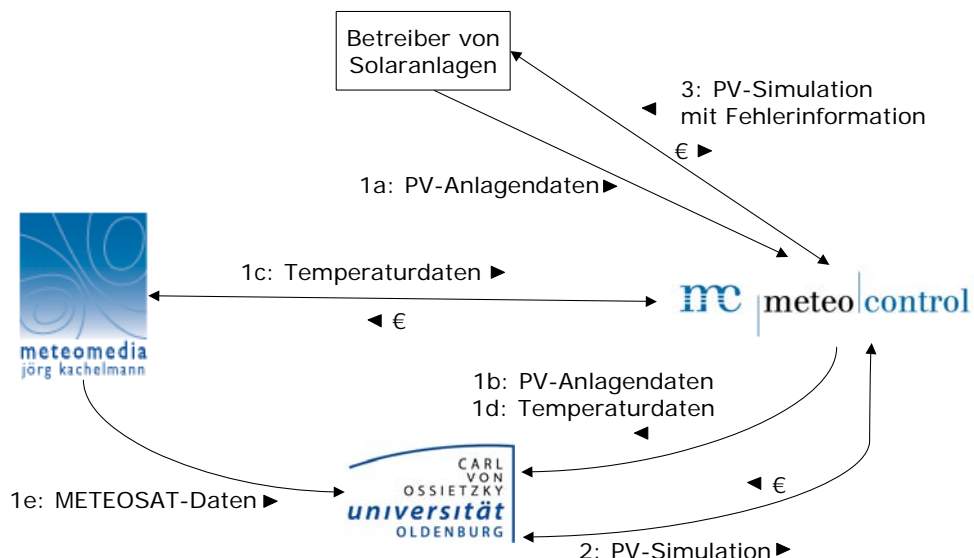 Betreiber von
Solaranlagen
3: PV-Simulation
◄ mit Fehlerinformation
€ ►
1a: PV-Anlagendaten►
1c: Temperaturdaten ►
◄ €
meteomedia
jörg kachelmann
mc meteo control
1b: PV-Anlagendaten
1d: Temperaturdaten
◄
CARL
VON
OSSIETZKY
universität
OLDENBURG
1e: METEOSAT-Daten ►
◄ €
2: PV-Simulation ►